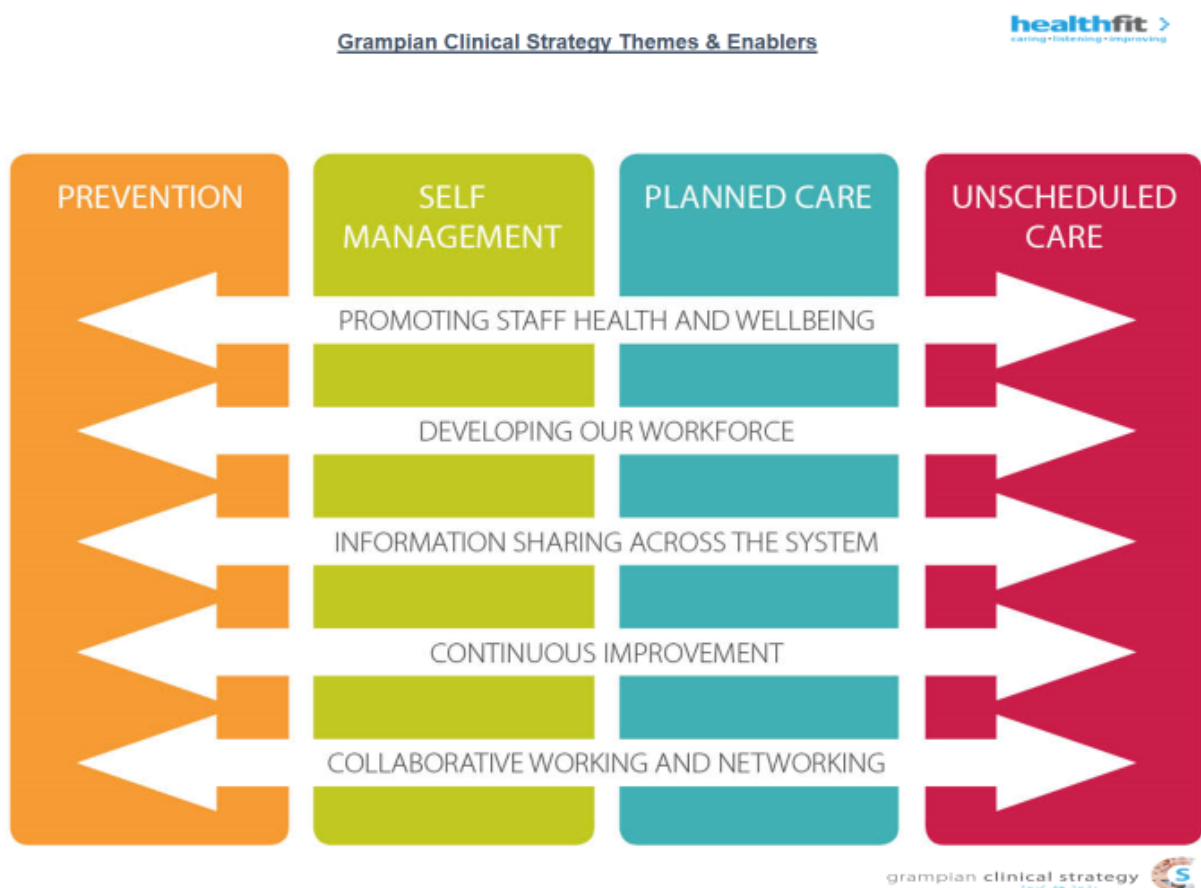 Grampian Clinical Strategy Themes & Enablers
healthfit
caring•listening•improving
PREVENTION
SELF
MANAGEMENT
PLANNED CARE
UNSCHEDULED
CARE
PROMOTING STAFF HEALTH AND WELLBEING
DEVELOPING OUR WORKFORCE
INFORMATION SHARING ACROSS THE SYSTEM
CONTINUOUS IMPROVEMENT
COLLABORATIVE WORKING AND NETWORKING
grampian clinical strategy